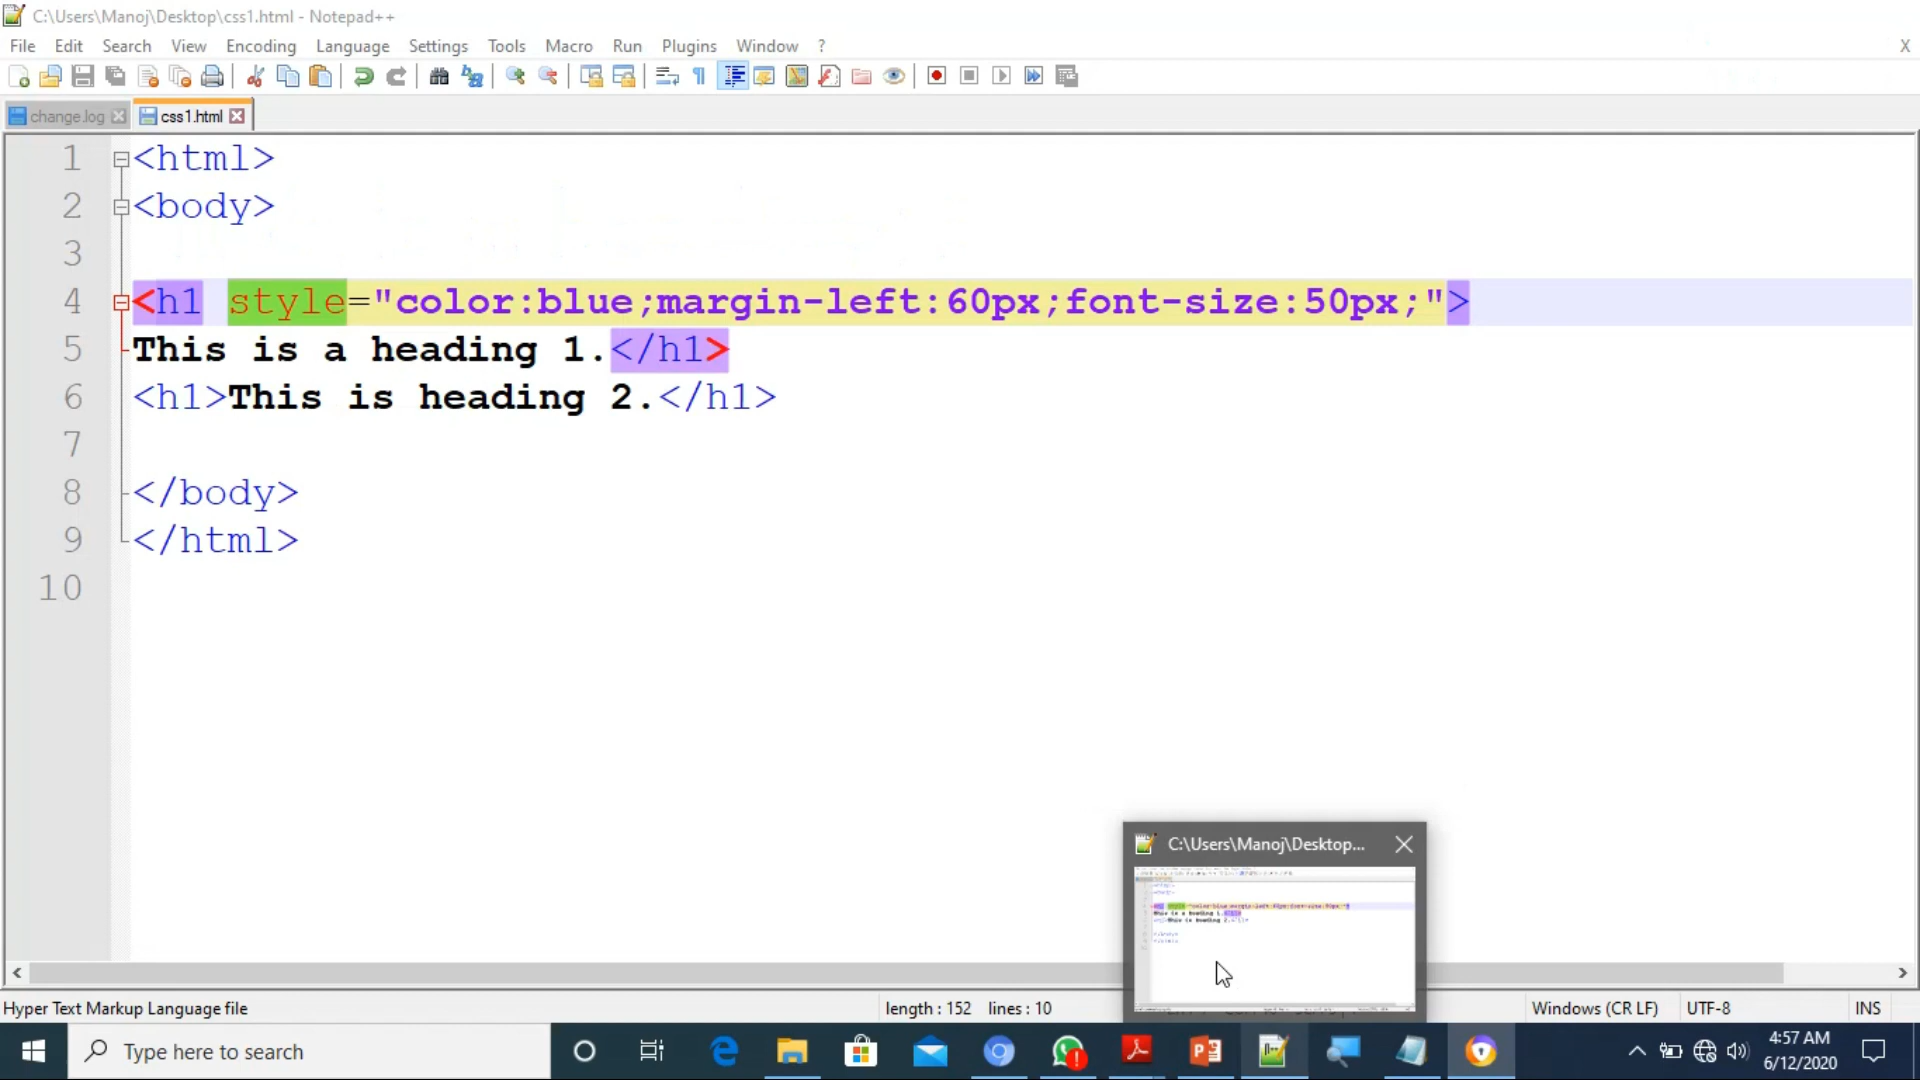 C:\Users\Manoj\Desktop\css1.html - Notepad++
File Edit Search View Encoding Language Settings Tools Macro Run Plugins Window ? X
change.log css1.html
1 <html>
2 <body>
3
4 <h1 style="color:blue;margin-left:60px;font-size:50px;">
5 This is a heading 1.</h1>
6 <h1>This is heading 2.</h1>
7
8 </body>
9 </html>
10
C:\Users\Manoj\Desktop...
Hyper Text Markup Language file length : 152 lines : 10 Windows (CR LF) UTF-8 INS
Type here to search
4:57 AM
6/12/2020